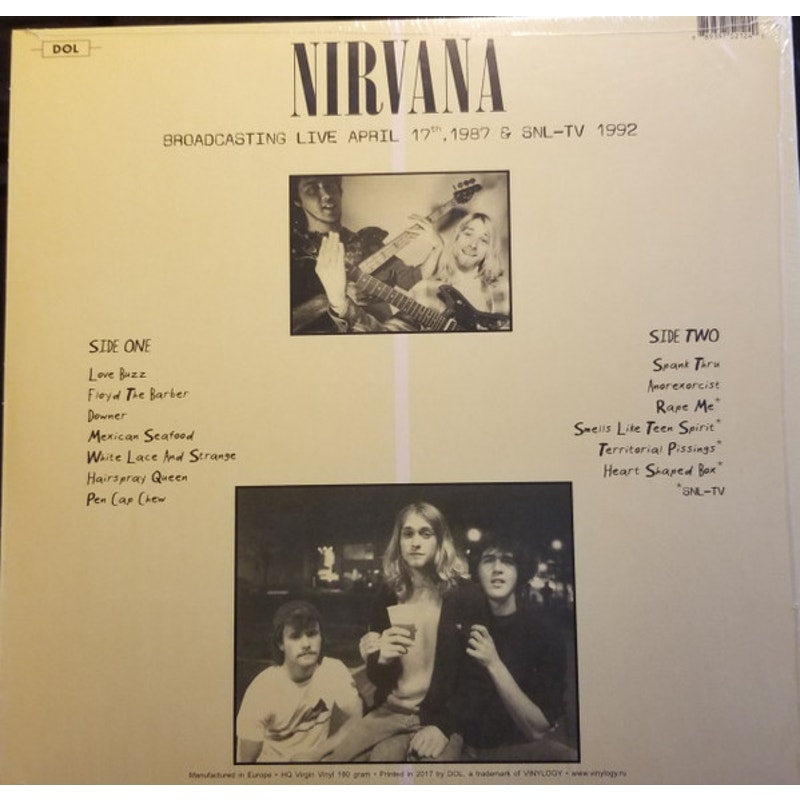 DOL
NIRVANA
BROADCASTING LIVE APRIL 17th, 1987 & SNL-TV 1992
SIDE ONE
Love Buzz
Floyd The Barber
Downer
Mexican Seafood
White Lace And Strange
Hairspray Queen
Pen Cap Chew
SIDE TWO
Spank Thru
Anorexorcist
Rape Me*
Smells Like Teen Spirit*
Territorial Pissings*
Heart Shaped Box*
*SNL-TV
Manufactured in Europe • HQ Virgin Vinyl 180 gram • Printed in 2017 by DOL, a trademark of VINYLOGY • www.vinylogy.ru